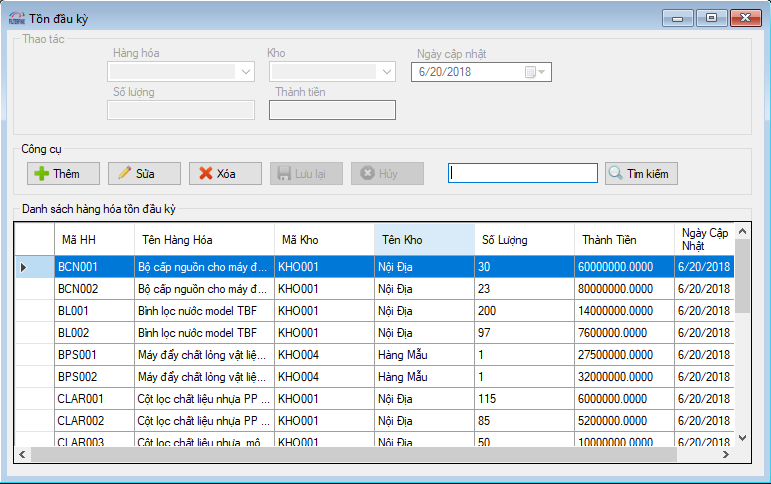 Tồn đầu kỳ
Thao tác
Hàng hóa Kho Ngày cập nhật
6/20/2018
Số lượng Thành tiền
Công cụ
Thêm Sửa Xóa Lưu lại Hủy Tìm kiếm
Danh sách hàng hóa tồn đầu kỳ
Mã HH Tên Hàng Hóa Mã Kho Tên Kho Số Lượng Thành Tiền Ngày Cập Nhật
BCN001 Bộ cấp nguồn cho máy đ... KHO001 Nội Địa 30 60000000.0000 6/20/2018
BCN002 Bộ cấp nguồn cho máy đ... KHO001 Nội Địa 23 80000000.0000 6/20/2018
BL001 Bình lọc nước model TBF KHO001 Nội Địa 200 14000000.0000 6/20/2018
BL002 Bình lọc nước model TBF KHO001 Nội Địa 97 7600000.0000 6/20/2018
BPS001 Máy đẩy chất lỏng vật liệ... KHO004 Hàng Mẫu 1 27500000.0000 6/20/2018
BPS002 Máy đẩy chất lỏng vật liệ... KHO004 Hàng Mẫu 1 32000000.0000 6/20/2018
CLAR001 Cột lọc chất liệu nhựa PP ... KHO001 Nội Địa 115 6000000.0000 6/20/2018
CLAR002 Cột lọc chất liệu nhựa PP ... KHO001 Nội Địa 85 5200000.0000 6/20/2018
CLAR003 Cột lọc chất liệu nhựa, mô... KHO001 Nội Địa 50 10000000.0000 6/20/2018